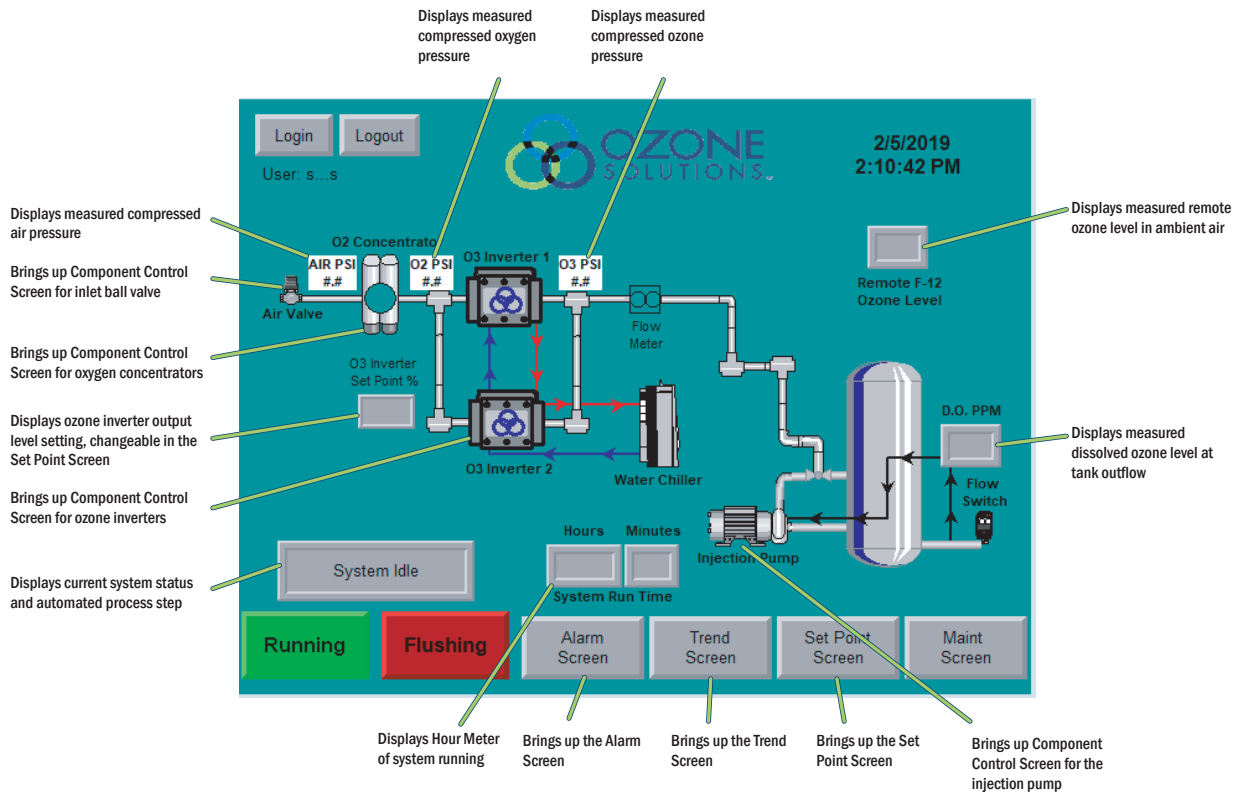 Displays measured
compressed oxygen
pressure
Displays measured
compressed ozone
pressure
Login
Logout
User: s...s
OZONE
SOLUTIONS
2/5/2019
2:10:42 PM
Displays measured compressed
air pressure
Brings up Component Control
Screen for inlet ball valve
Brings up Component Control
Screen for oxygen concentrators
Displays ozone inverter output
level setting, changeable in the
Set Point Screen
Brings up Component Control
Screen for ozone inverters
Displays current system status
and automated process step
O2 Concentrato
AIR PSI
#.#
O2 PSI
#.#
O3 Inverter 1
O3 PSI
#.#
Air Valve
Flow
Meter
O3 Inverter
Set Point %
O3 Inverter 2
Water Chiller
Remote F-12
Ozone Level
D.O. PPM
Flow
Switch
Injection Pump
Hours
Minutes
System Run Time
System Idle
Running
Flushing
Alarm
Screen
Trend
Screen
Set Point
Screen
Maint
Screen
Displays measured remote
ozone level in ambient air
Displays measured
dissolved ozone level at
tank outflow
Displays Hour Meter
of system running
Brings up the Alarm
Screen
Brings up the Trend
Screen
Brings up the Set
Point Screen
Brings up Component
Control Screen for the
injection pump